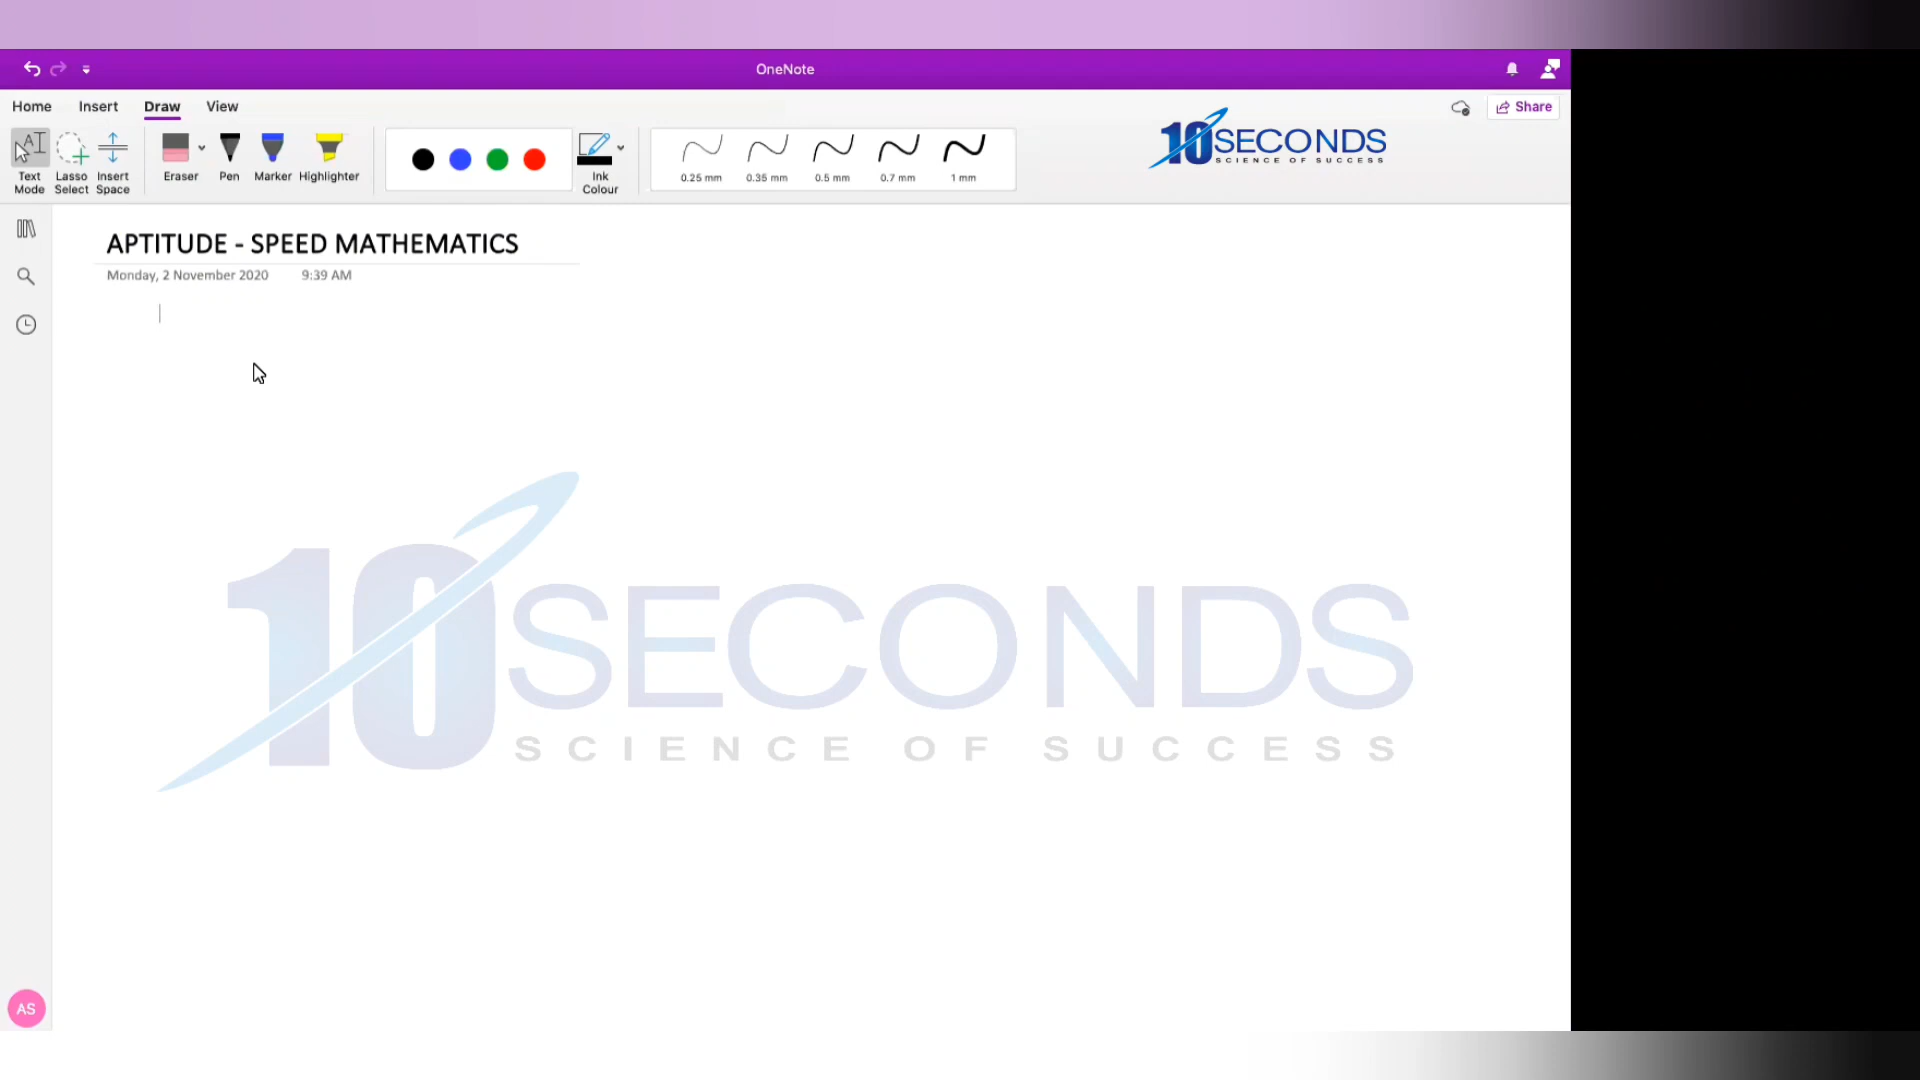 OneNote
Home Insert Draw View
Share
10SECONDS
SCIENCE OF SUCCESS
Text Mode
Lasso Select
Insert Space
Eraser
Pen
Marker
Highlighter
Ink Colour
0.25 mm
0.35 mm
0.5 mm
0.7 mm
1 mm
APTITUDE - SPEED MATHEMATICS
Monday, 2 November 2020 9:39 AM
10SECONDS
SCIENCE OF SUCCESS
AS